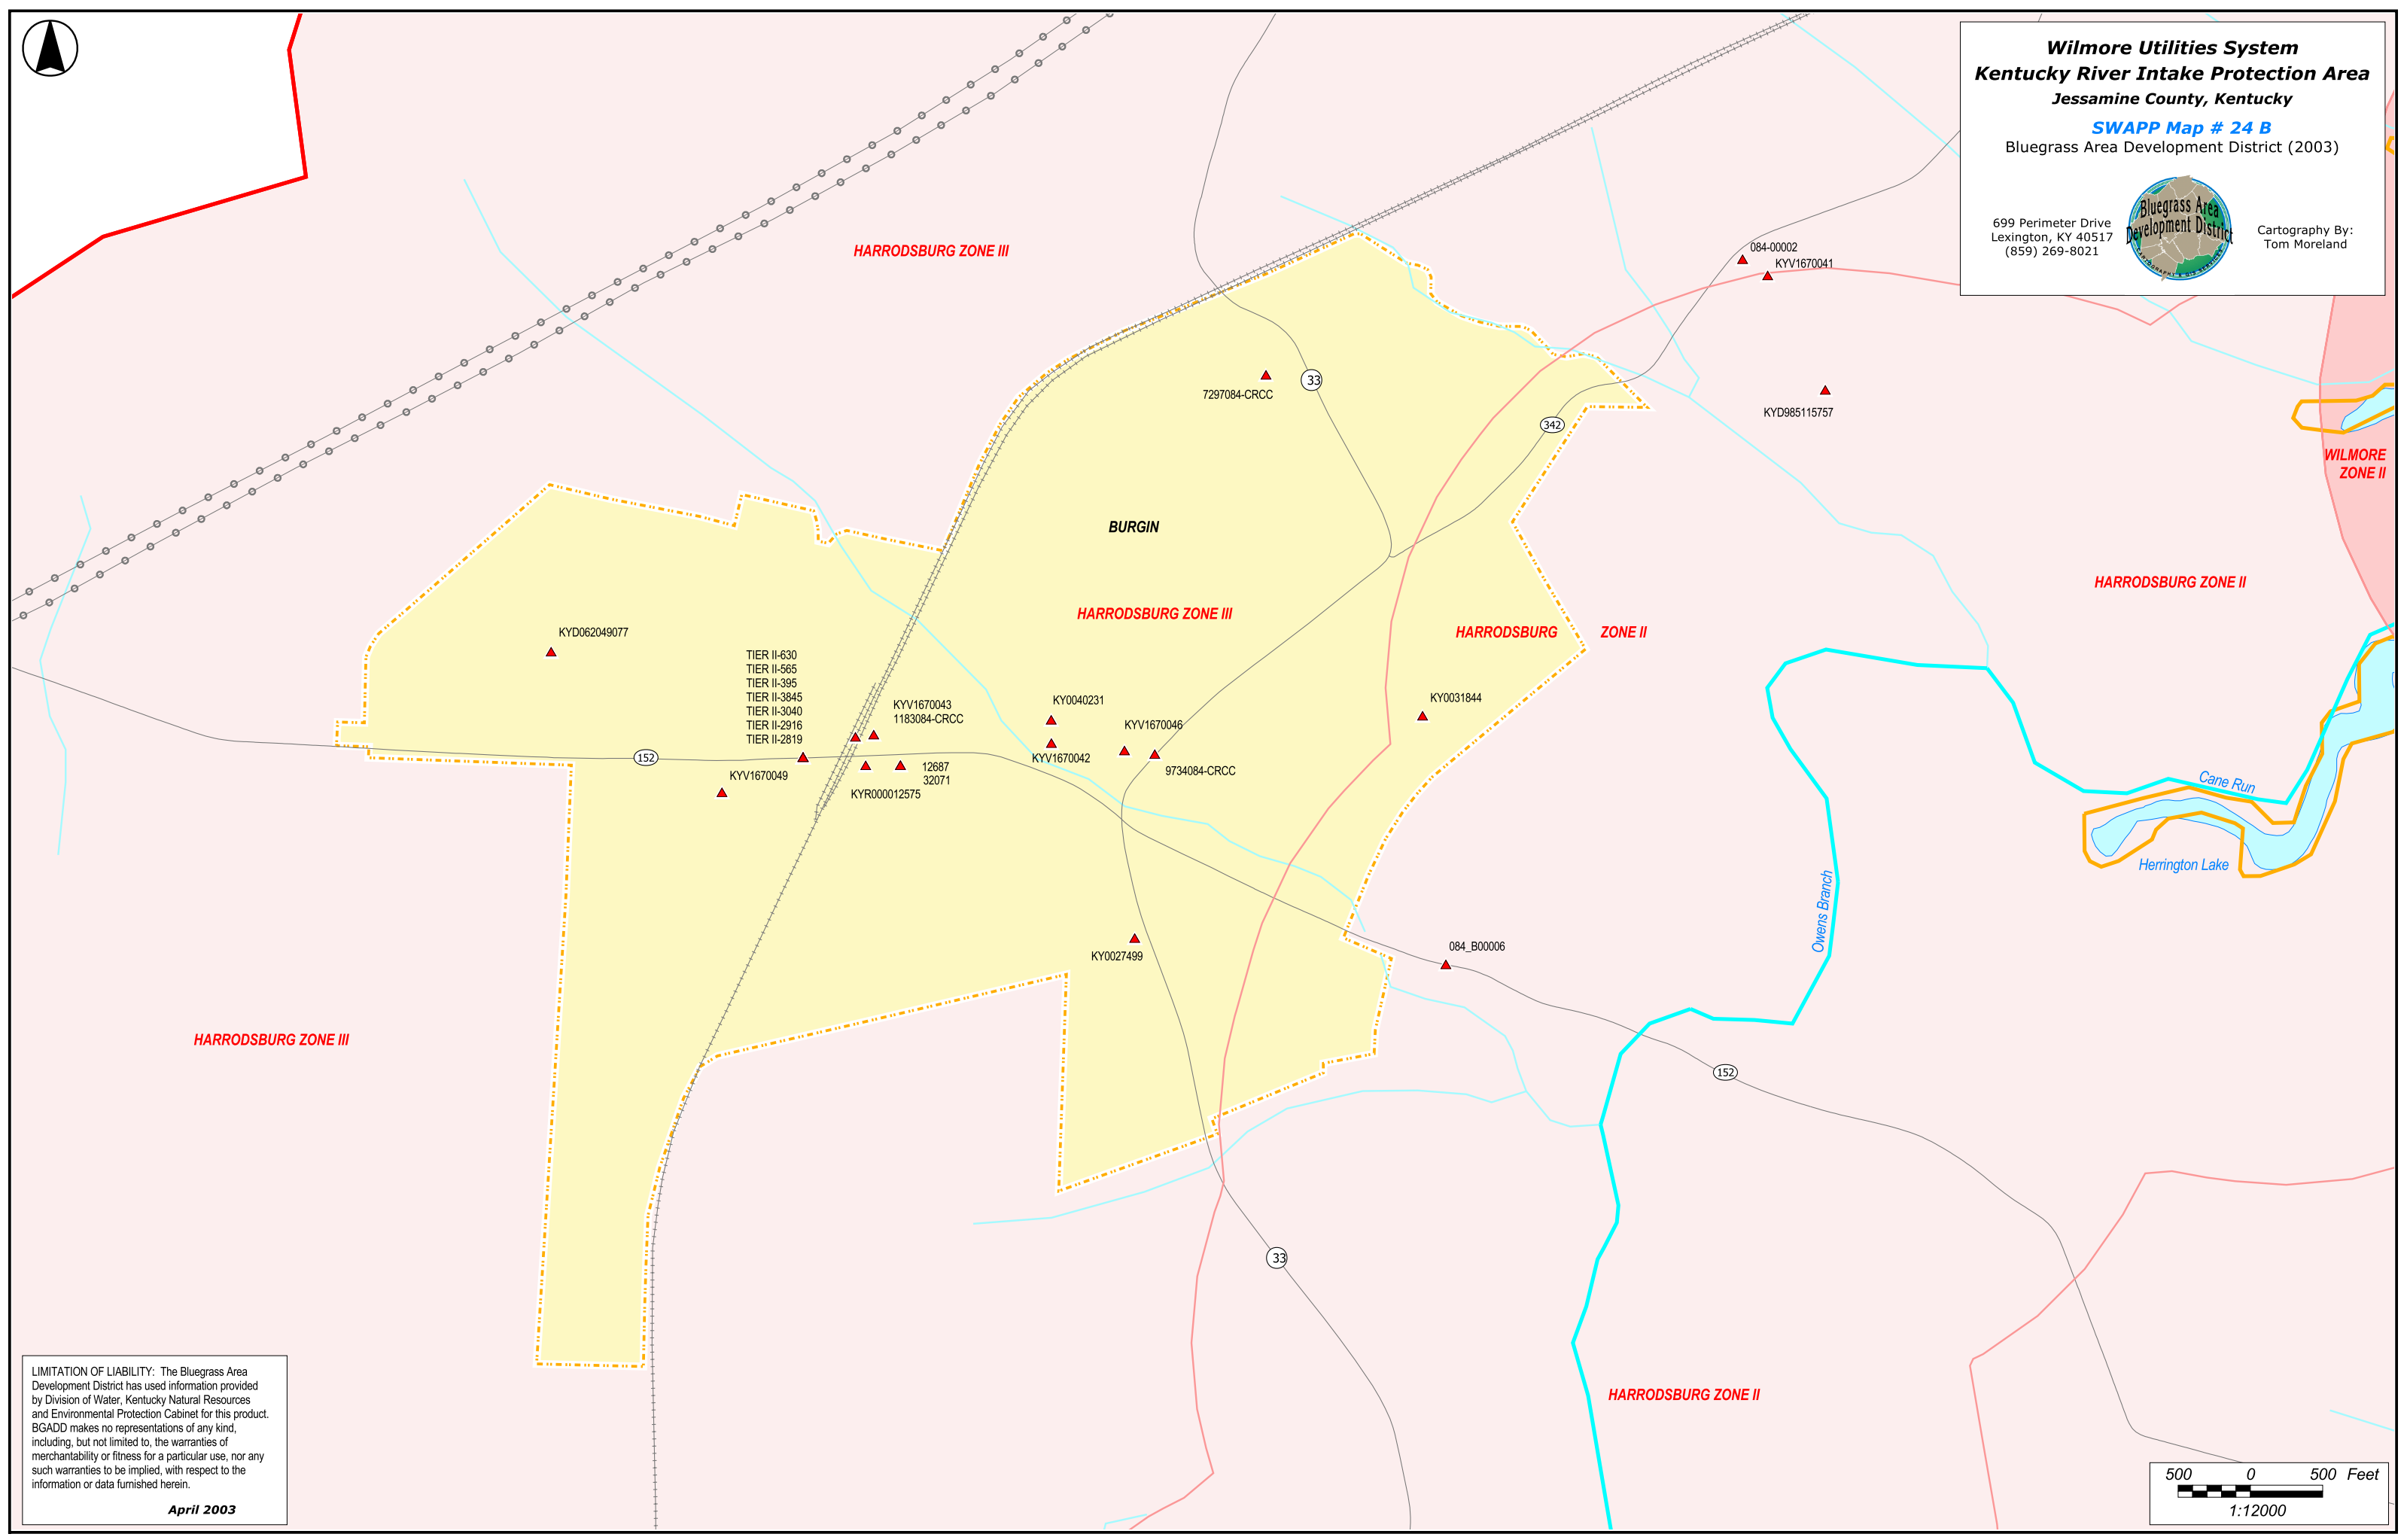 Wilmore Utilities System
Kentucky River Intake Protection Area
Jessamine County, Kentucky
SWAPP Map # 24 B
Bluegrass Area Development District (2003)
699 Perimeter Drive
Lexington, KY 40517
(859) 269-8021
Bluegrass Area
Development District
CARTOGRAPHY & GIS SERVICES
Cartography By:
Tom Moreland
HARRODSBURG ZONE III
084-00002
KYV1670041
7297084-CRCC
33
KYD985115757
342
WILMORE
ZONE II
BURGIN
HARRODSBURG ZONE II
HARRODSBURG ZONE III
HARRODSBURG ZONE II
KYD062049077
TIER II-630
TIER II-565
TIER II-395
TIER II-3845
TIER II-3040
TIER II-2916
TIER II-2819
KYV1670043
1183084-CRCC
KY0040231
KYV1670046
KY0031844
152
KYV1670042
9734084-CRCC
KYV1670049
12687
32071
KYR000012575
Cane Run
Herrington Lake
Owens Branch
084_B00006
KY0027499
HARRODSBURG ZONE III
152
33
HARRODSBURG ZONE II
LIMITATION OF LIABILITY: The Bluegrass Area
Development District has used information provided
by Division of Water, Kentucky Natural Resources
and Environmental Protection Cabinet for this product.
BGADD makes no representations of any kind,
including, but not limited to, the warranties of
merchantability or fitness for a particular use, nor any
such warranties to be implied, with respect to the
information or data furnished herein.
April 2003
500 0 500 Feet
1:12000